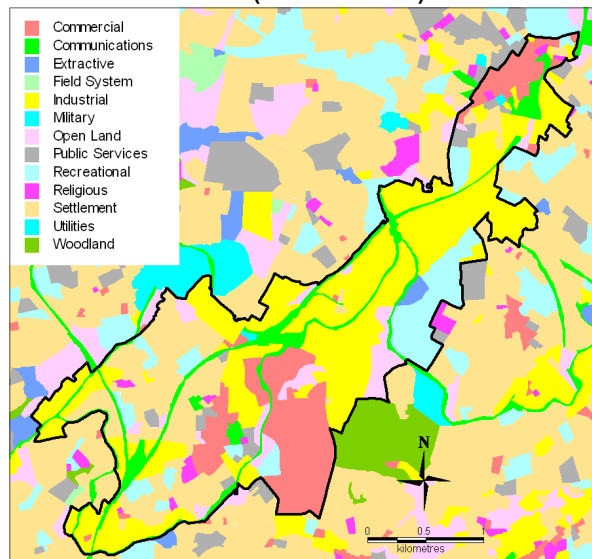 Commercial
Communications
Extractive
Field System
Industrial
Military
Open Land
Public Services
Recreational
Religious
Settlement
Utilities
Woodland
N
0 0.5 1
kilometres